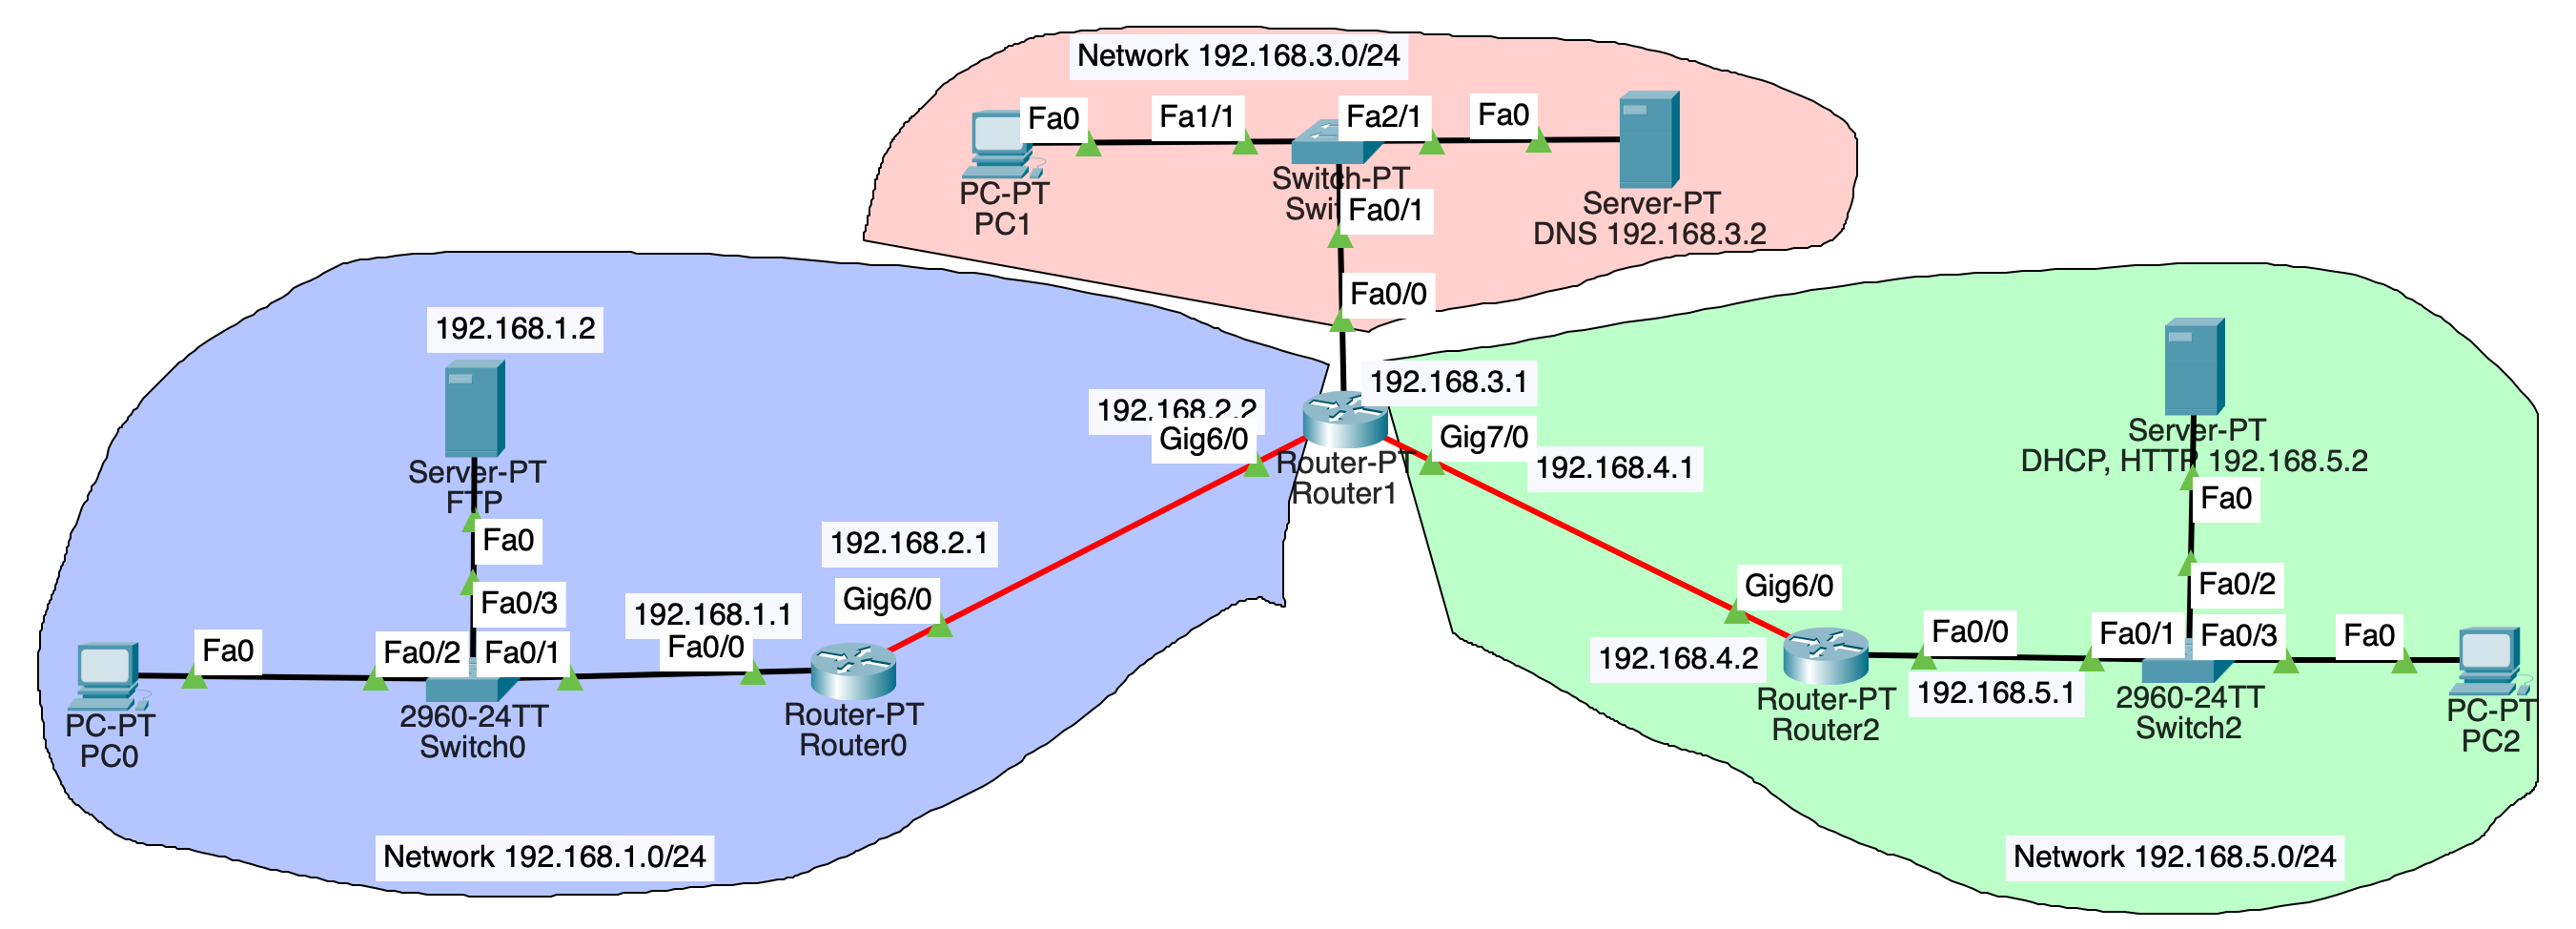 Network 192.168.3.0/24
Fa0
Fa1/1
Fa2/1
Fa0
PC-PT
PC1
Switch-PT
Swit
Fa0/1
Server-PT
DNS 192.168.3.2
Fa0/0
192.168.1.2
Server-PT
FTP
Fa0
Fa0/3
192.168.2.2
Gig6/0
192.168.3.1
Router-PT
Router1
Gig7/0
192.168.4.1
192.168.2.1
Gig6/0
192.168.1.1
Fa0/0
Fa0
Fa0/2
Fa0/1
PC-PT
PC0
2960-24TT
Switch0
Router-PT
Router0
Network 192.168.1.0/24
Server-PT
DHCP, HTTP 192.168.5.2
Fa0
Fa0/2
Gig6/0
192.168.4.2
Fa0/0
192.168.5.1
Fa0/1
Fa0/3
Fa0
Router-PT
Router2
2960-24TT
Switch2
PC-PT
PC2
Network 192.168.5.0/24